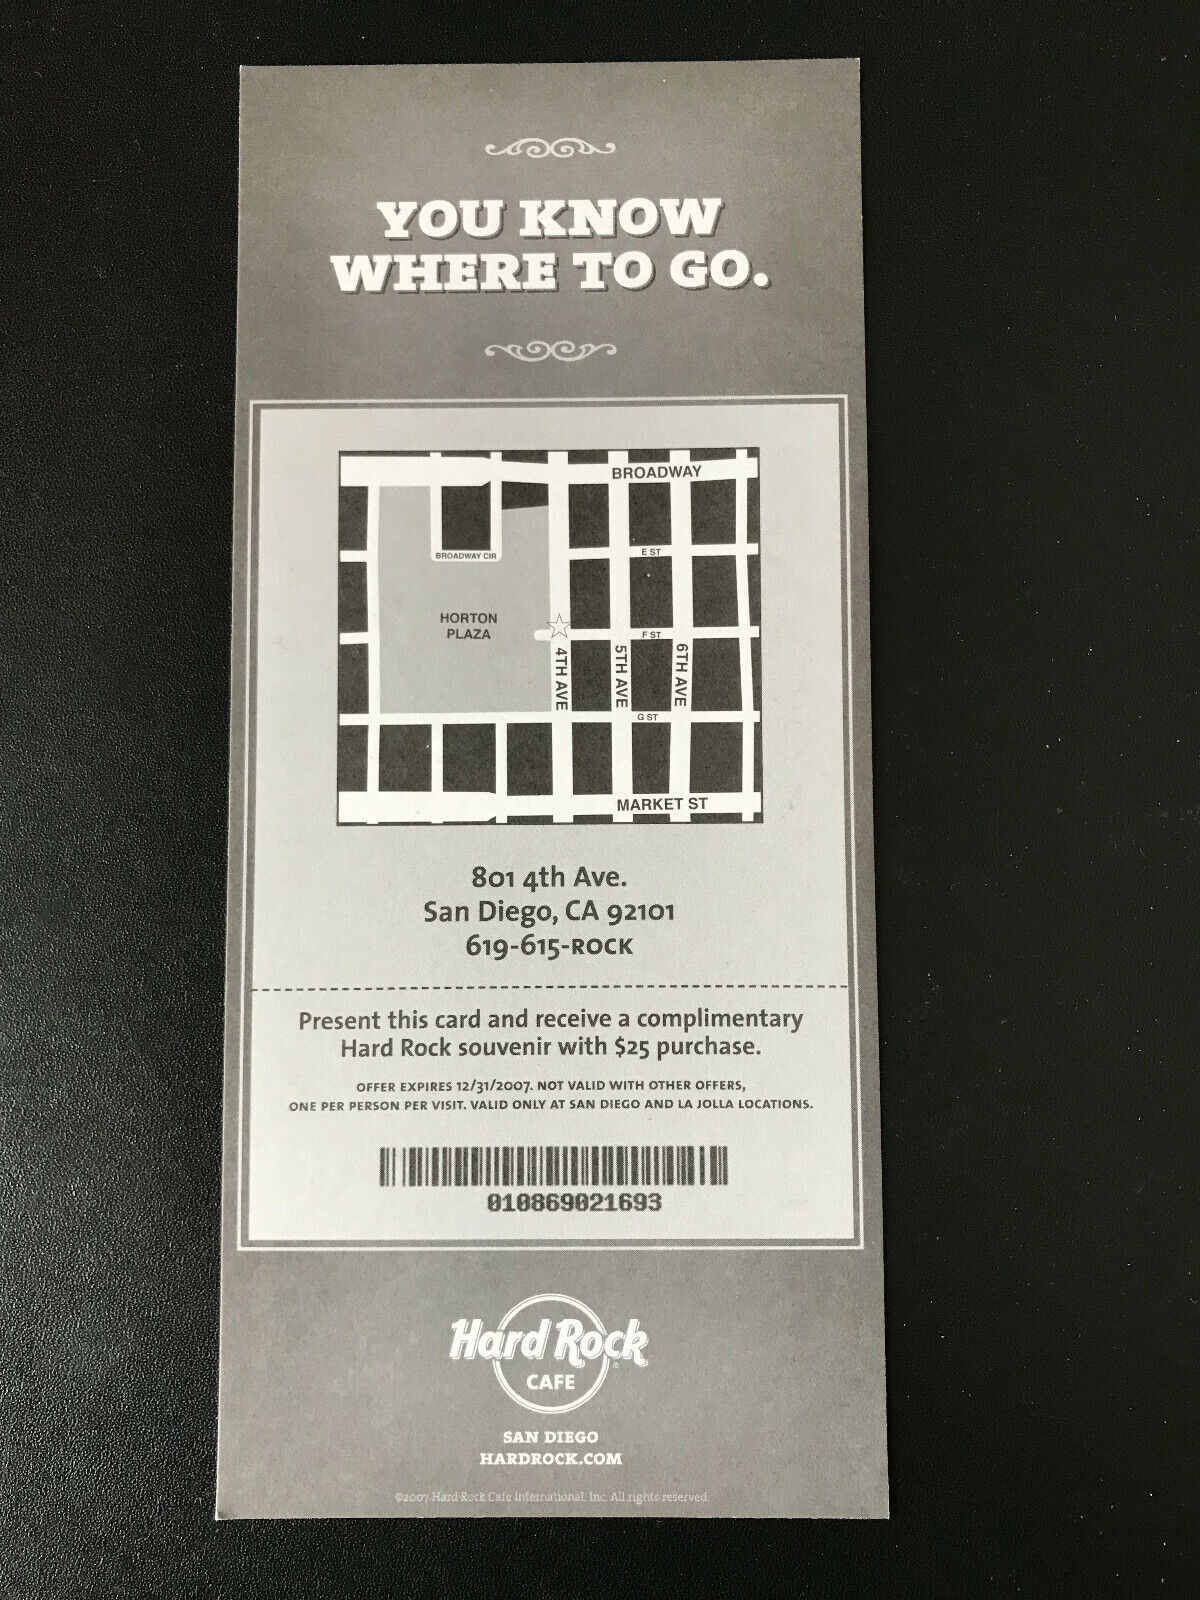 YOU KNOW
WHERE TO GO.
BROADWAY
BROADWAY CIR
E ST
HORTON
PLAZA
F ST
4TH AVE
5TH AVE
6TH AVE
G ST
MARKET ST
801 4th Ave.
San Diego, CA 92101
619-615-ROCK
Present this card and receive a complimentary
Hard Rock souvenir with $25 purchase.
OFFER EXPIRES 12/31/2007. NOT VALID WITH OTHER OFFERS,
ONE PER PERSON PER VISIT. VALID ONLY AT SAN DIEGO AND LA JOLLA LOCATIONS.
010869021693
Hard Rock
CAFE
SAN DIEGO
HARDROCK.COM
©2007 Hard Rock Cafe International, Inc. All rights reserved.